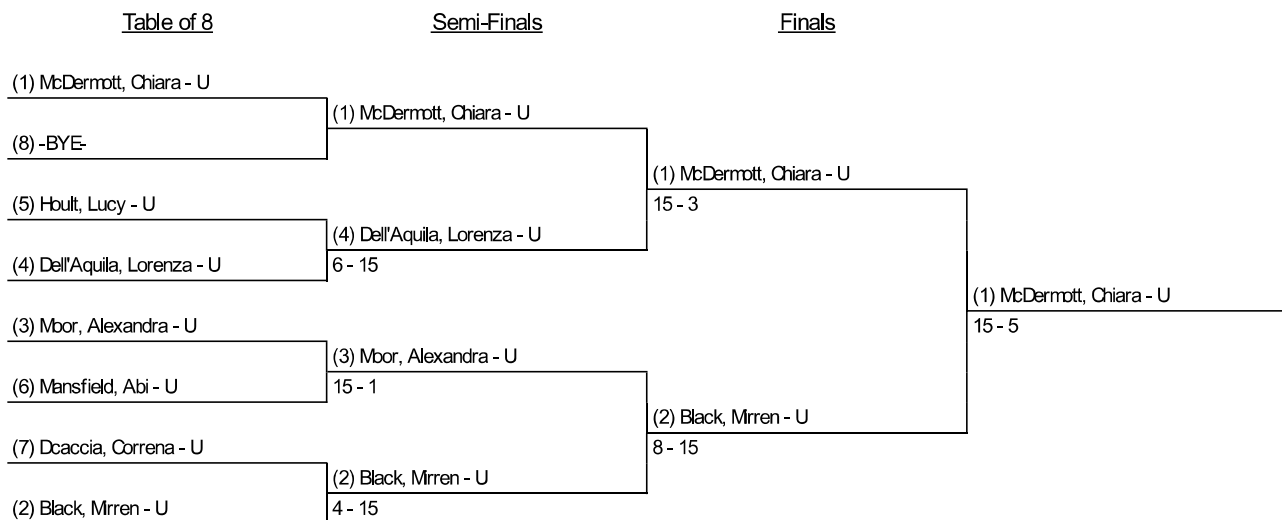 Table of 8 Semi-Finals Finals
(1) McDermott, Chiara - U
(1) McDermott, Chiara - U
(8) -BYE-
(1) McDermott, Chiara - U
15 - 3
(5) Hoult, Lucy - U
(4) Dell'Aquila, Lorenza - U
6 - 15
(4) Dell'Aquila, Lorenza - U
(1) McDermott, Chiara - U
15 - 5
(3) Moor, Alexandra - U
(3) Moor, Alexandra - U
15 - 1
(6) Mansfield, Abi - U
(2) Black, Mirren - U
8 - 15
(7) Dcaccia, Correna - U
(2) Black, Mirren - U
4 - 15
(2) Black, Mirren - U